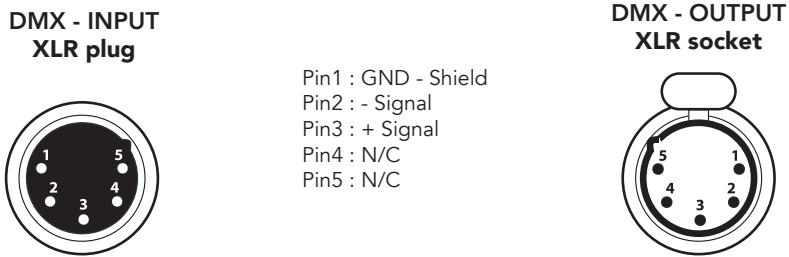 DMX - INPUT
XLR plug
1
5
2
4
3
Pin1 : GND - Shield
Pin2 : - Signal
Pin3 : + Signal
Pin4 : N/C
Pin5 : N/C
DMX - OUTPUT
XLR socket
5
1
4
2
3